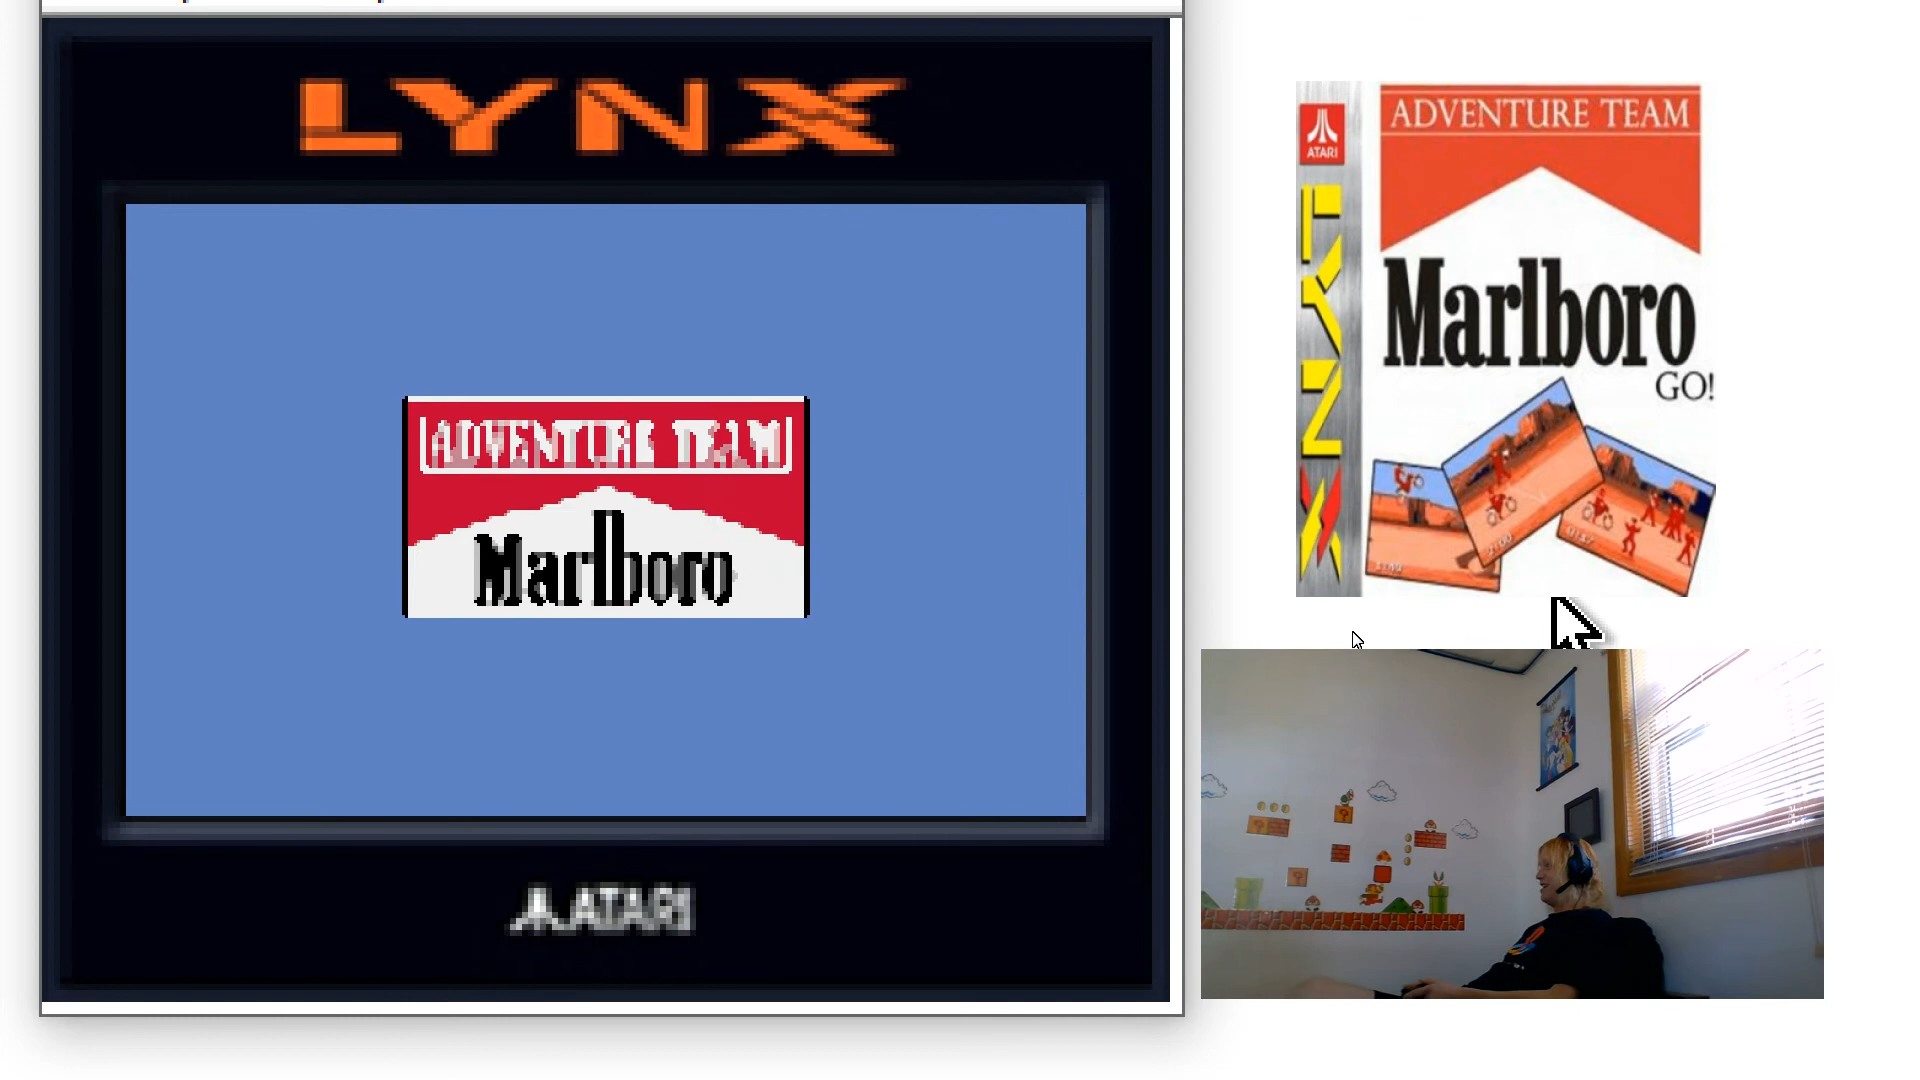 LYNX
ADVENTURE TEAM
Marlboro
ATARI
ATARI
LYNX
ADVENTURE TEAM
Marlboro
GO!